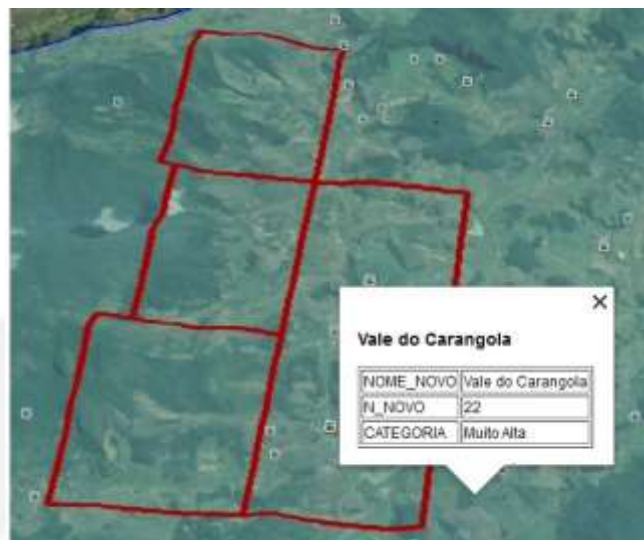 Vale do Carangola
NOME_NOVO Vale do Carangola
N_NOVO 22
CATEGORIA Muito Alta